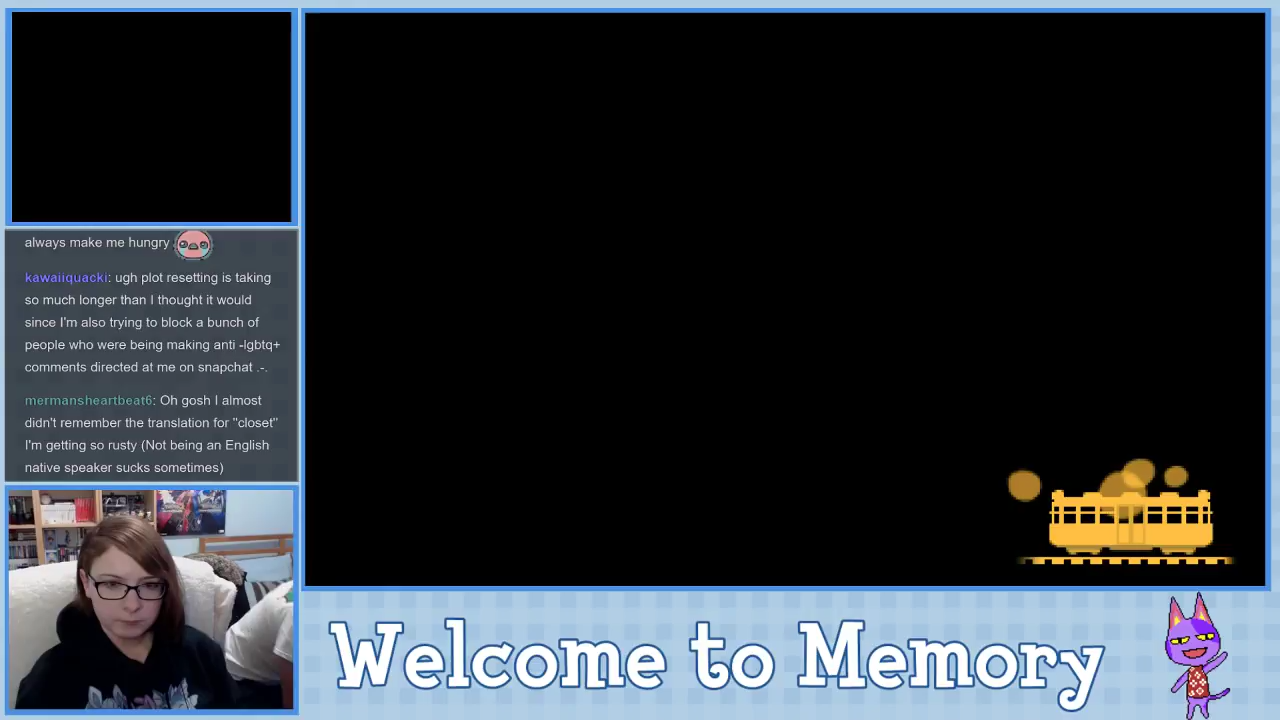 always make me hungry
kawaiiquacki: ugh plot resetting is taking
so much longer than I thought it would
since I'm also trying to block a bunch of
people who were being making anti -lgbtq+
comments directed at me on snapchat .-.
mermansheartbeat6: Oh gosh I almost
didn't remember the translation for "closet"
I'm getting so rusty (Not being an English
native speaker sucks sometimes)
Welcome to Memory